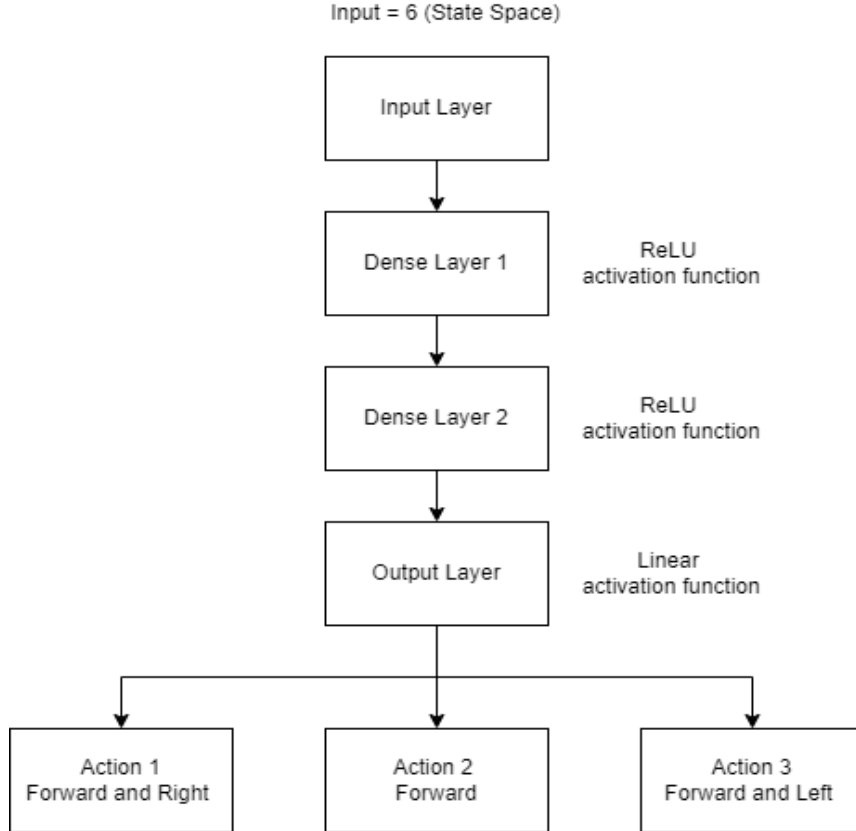 Input = 6 (State Space)
Input Layer
Dense Layer 1
ReLU
activation function
Dense Layer 2
ReLU
activation function
Output Layer
Linear
activation function
Action 1
Forward and Right
Action 2
Forward
Action 3
Forward and Left